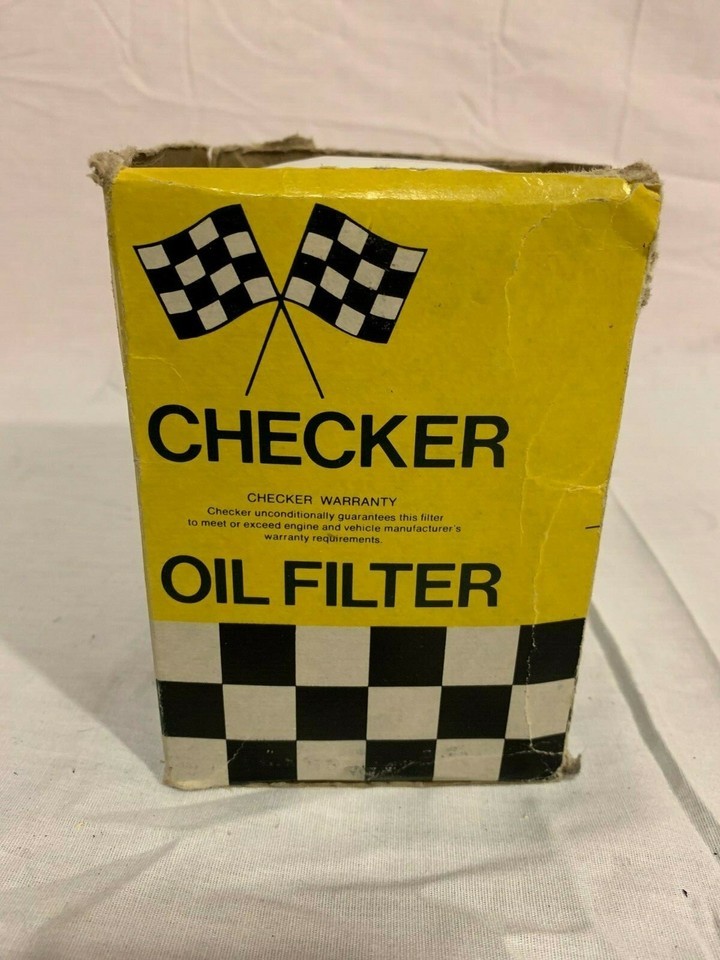 CHECKER
CHECKER WARRANTY
Checker unconditionally guarantees this filter
to meet or exceed engine and vehicle manufacturer's
warranty requirements.
OIL FILTER